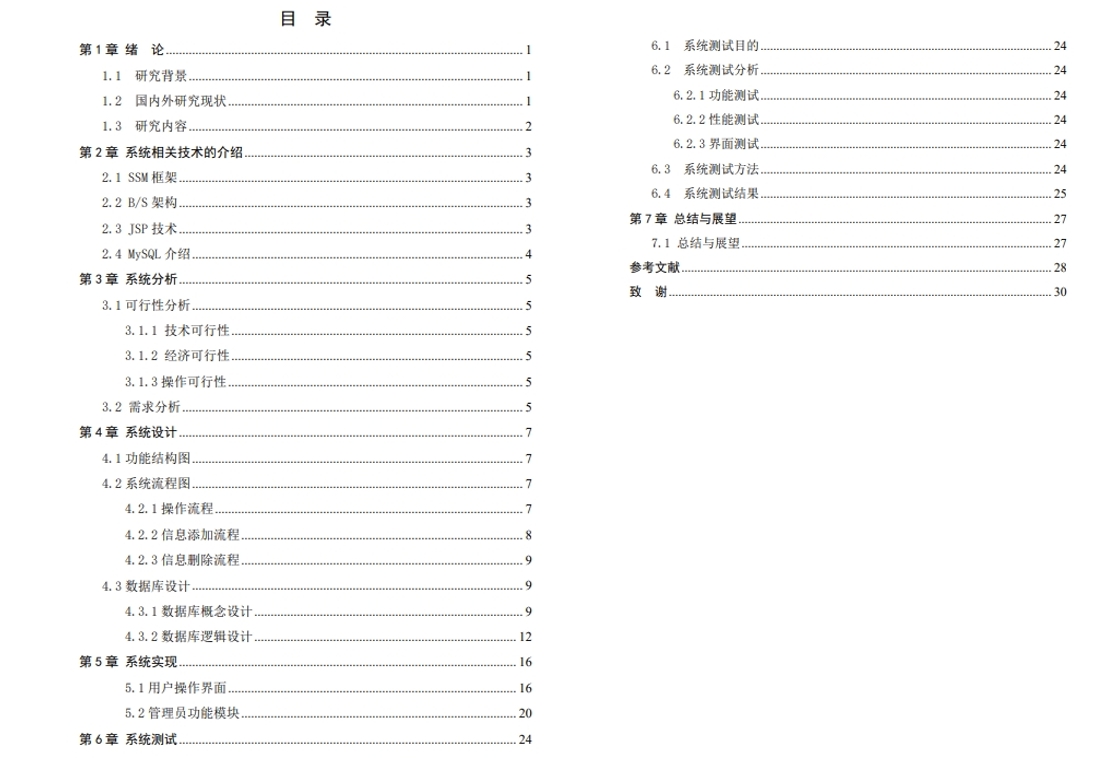 目 录
第 1 章 绪 论 1
1.1 研究背景 1
1.2 国内外研究现状 1
1.3 研究内容 2
第 2 章 系统相关技术的介绍 3
2.1 SSM 框架 3
2.2 B/S 架构 3
2.3 JSP 技术 3
2.4 MySQL 介绍 4
第 3 章 系统分析 5
3.1 可行性分析 5
3.1.1 技术可行性 5
3.1.2 经济可行性 5
3.1.3 操作可行性 5
3.2 需求分析 5
第 4 章 系统设计 7
4.1 功能结构图 7
4.2 系统流程图 7
4.2.1 操作流程 7
4.2.2 信息添加流程 8
4.2.3 信息删除流程 9
4.3 数据库设计 9
4.3.1 数据库概念设计 9
4.3.2 数据库逻辑设计 12
第 5 章 系统实现 16
5.1 用户操作界面 16
5.2 管理员功能模块 20
第 6 章 系统测试 24
6.1 系统测试目的 24
6.2 系统测试分析 24
6.2.1 功能测试 24
6.2.2 性能测试 24
6.2.3 界面测试 24
6.3 系统测试方法 24
6.4 系统测试结果 25
第 7 章 总结与展望 27
7.1 总结与展望 27
参考文献 28
致 谢 30